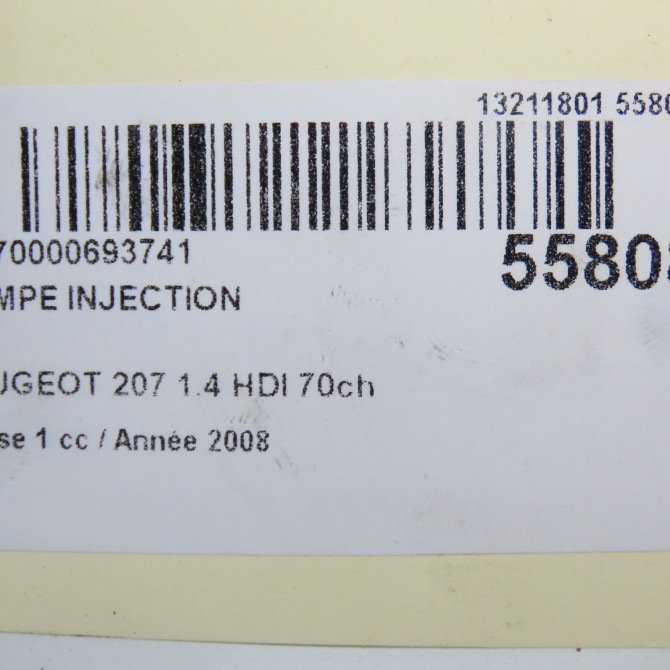 13211801 5580
70000693741
5580
MPE INJECTION
UGEOT 207 1.4 HDI 70ch
se 1 cc / Année 2008